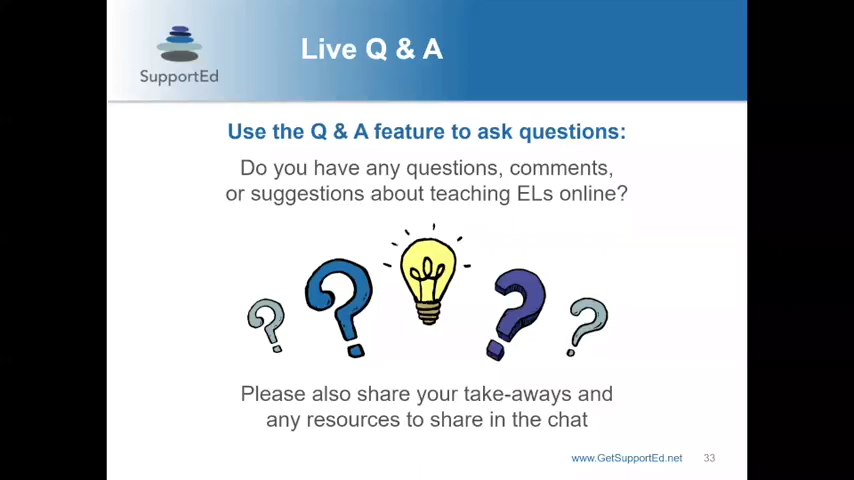 Live Q & A
SupportEd
Use the Q & A feature to ask questions:
Do you have any questions, comments,
or suggestions about teaching ELs online?
Please also share your take-aways and
any resources to share in the chat
www.GetSupportEd.net 33